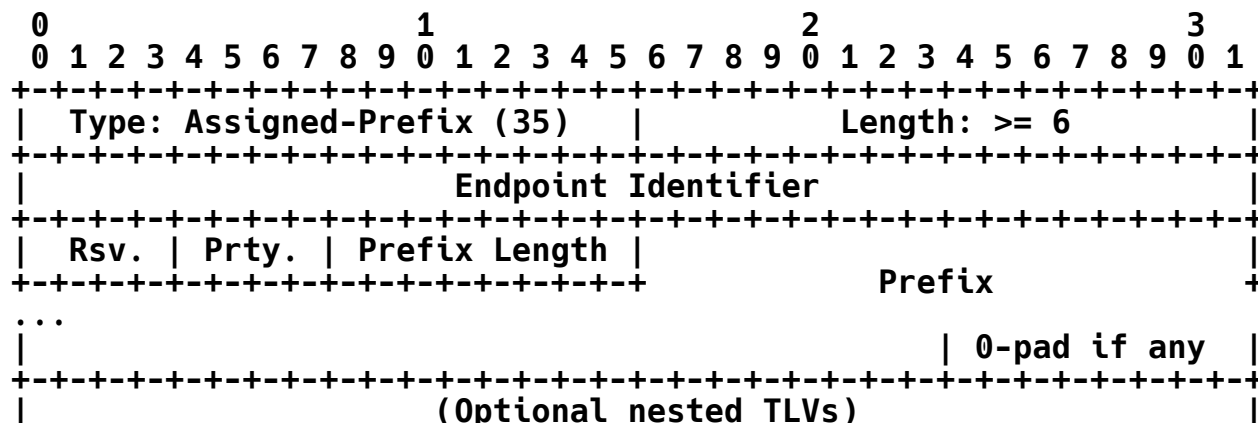 0                   1                   2                   3
 0 1 2 3 4 5 6 7 8 9 0 1 2 3 4 5 6 7 8 9 0 1 2 3 4 5 6 7 8 9 0 1
+-+-+-+-+-+-+-+-+-+-+-+-+-+-+-+-+-+-+-+-+-+-+-+-+-+-+-+-+-+-+-+-+
|  Type: Assigned-Prefix (35)   |          Length: >= 6         |
+-+-+-+-+-+-+-+-+-+-+-+-+-+-+-+-+-+-+-+-+-+-+-+-+-+-+-+-+-+-+-+-+
|                      Endpoint Identifier                      |
+-+-+-+-+-+-+-+-+-+-+-+-+-+-+-+-+-+-+-+-+-+-+-+-+-+-+-+-+-+-+-+-+
|  Rsv. | Prty. | Prefix Length |                               |
+-+-+-+-+-+-+-+-+-+-+-+-+-+-+-+-+            Prefix             +
...
|                                               | 0-pad if any  |
+-+-+-+-+-+-+-+-+-+-+-+-+-+-+-+-+-+-+-+-+-+-+-+-+-+-+-+-+-+-+-+-+
|                     (Optional nested TLVs)                    |